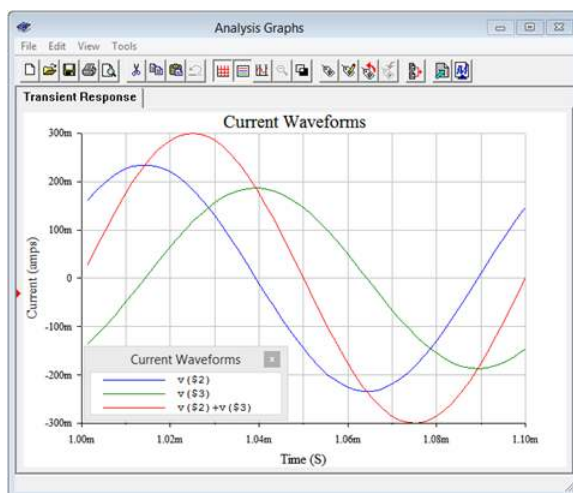 Analysis Graphs
File Edit View Tools
Transient Response
Current Waveforms
300m
200m
100m
0
-100m
-200m
-300m
Current (amps)
Current Waveforms x
v($2)
v($3)
v($2)+v($3)
1.00m 1.02m 1.04m 1.06m 1.08m 1.10m
Time (S)